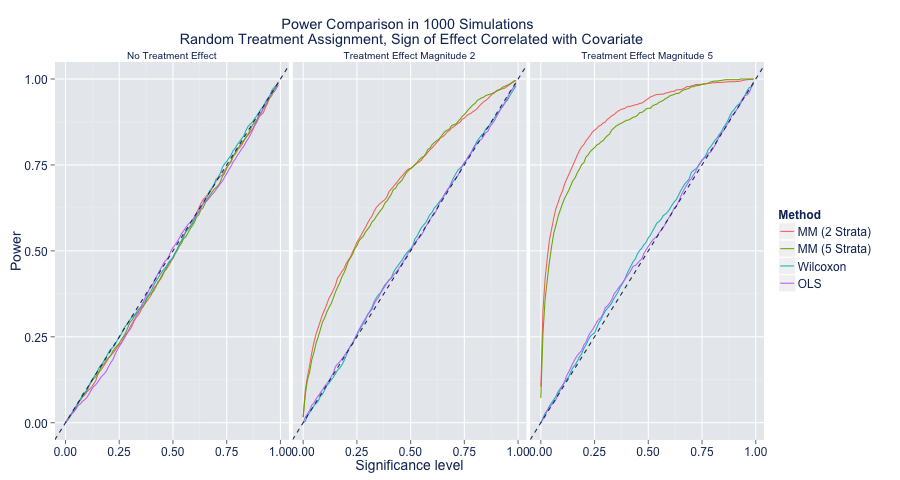 Power Comparison in 1000 Simulations
Random Treatment Assignment, Sign of Effect Correlated with Covariate
No Treatment Effect
Treatment Effect Magnitude 2
Treatment Effect Magnitude 5
Power
1.00
0.75
0.50
0.25
0.00
0.00 0.25 0.50 0.75 1.00
0.00 0.25 0.50 0.75 1.00
0.00 0.25 0.50 0.75 1.00
Significance level
Method
MM (2 Strata)
MM (5 Strata)
Wilcoxon
OLS